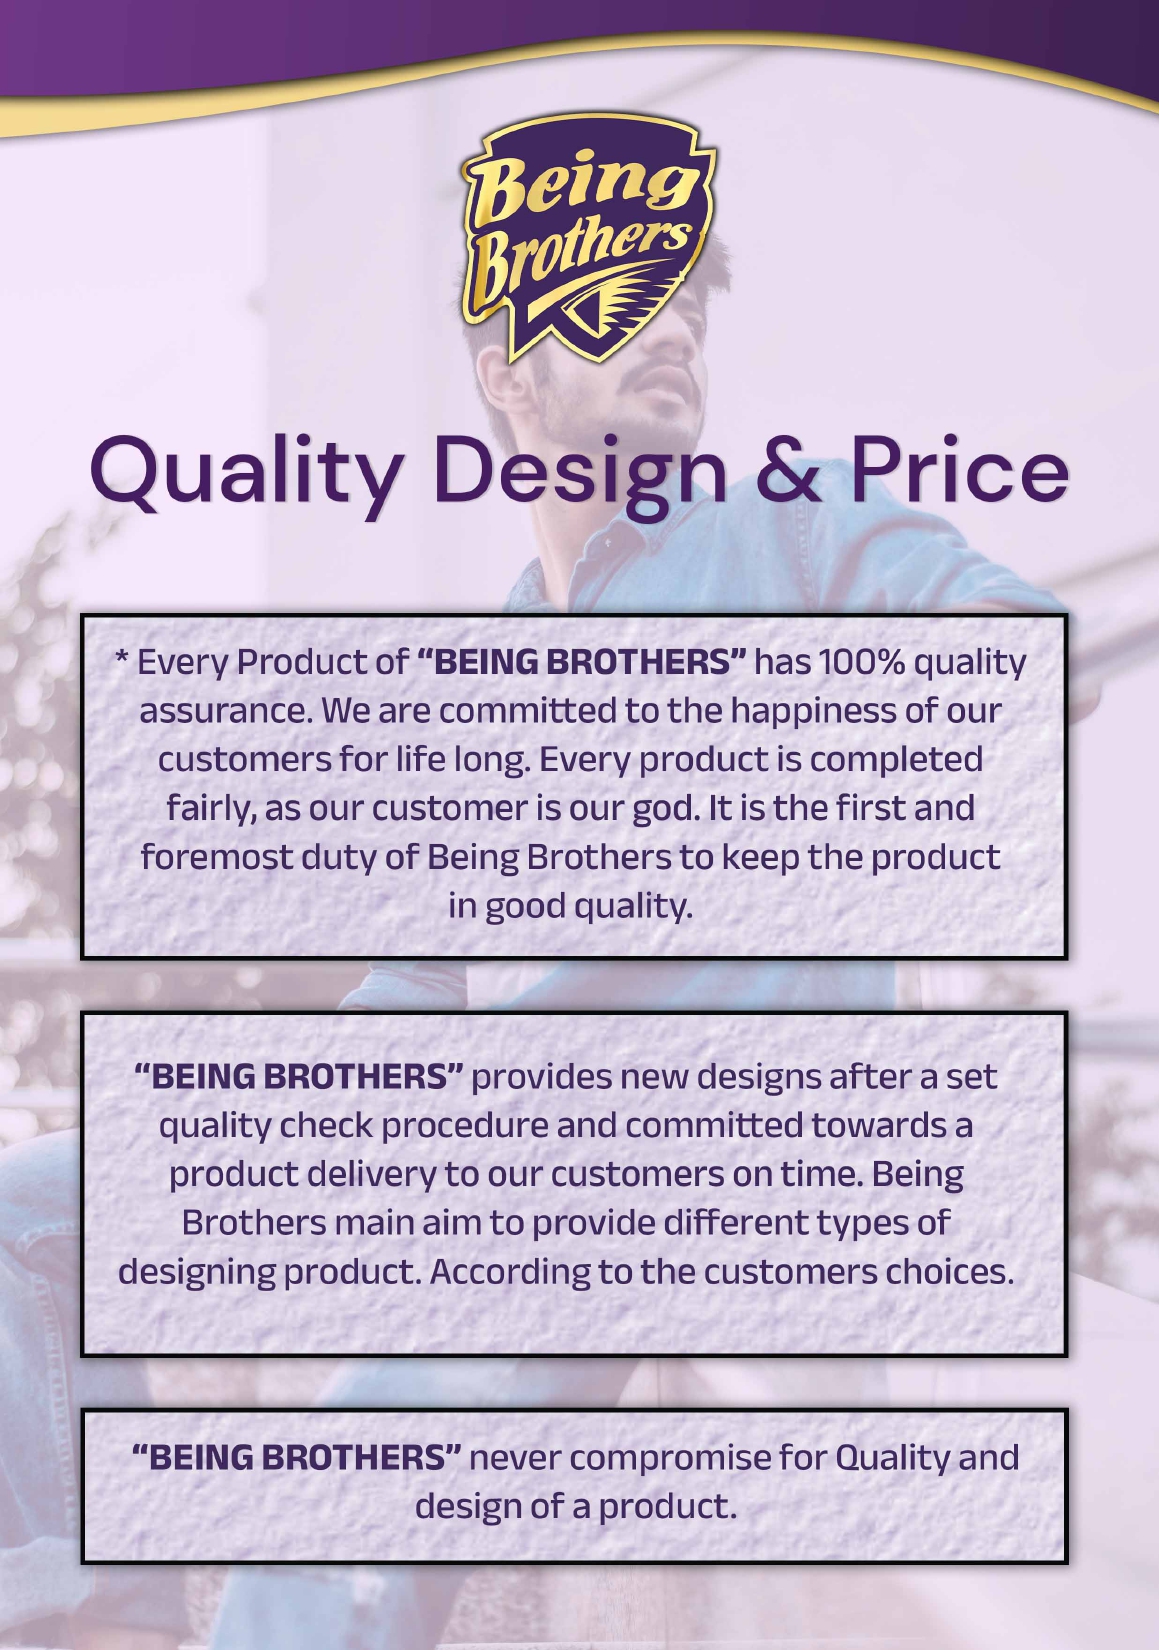 Being
Brothers
Quality Design & Price
* Every Product of “BEING BROTHERS” has 100% quality
assurance. We are committed to the happiness of our
customers for life long. Every product is completed
fairly, as our customer is our god. It is the first and
foremost duty of Being Brothers to keep the product
in good quality.
“BEING BROTHERS” provides new designs after a set
quality check procedure and committed towards a
product delivery to our customers on time. Being
Brothers main aim to provide different types of
designing product. According to the customers choices.
“BEING BROTHERS” never compromise for Quality and
design of a product.